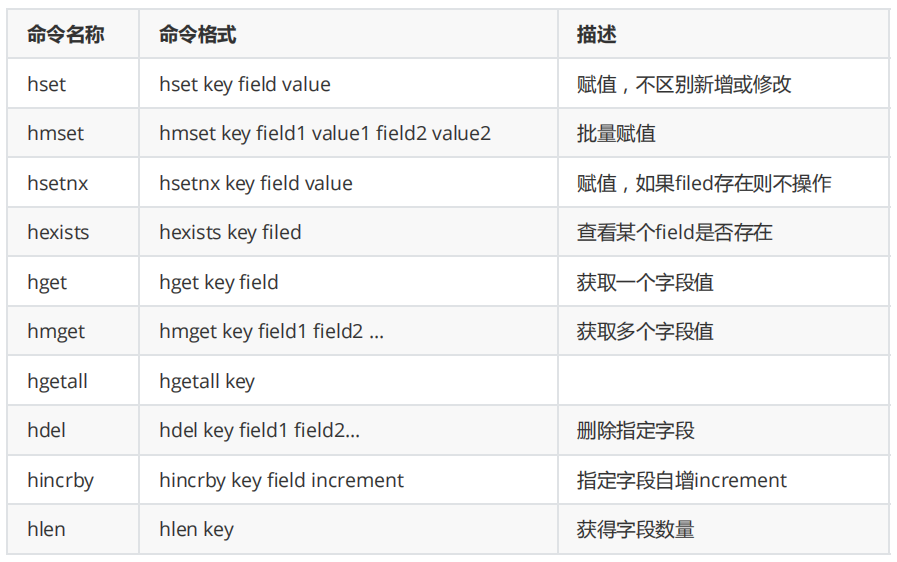 命令名称 命令格式 描述
hset hset key field value 赋值，不区别新增或修改
hmset hmset key field1 value1 field2 value2 批量赋值
hsetnx hsetnx key field value 赋值，如果filed存在则不操作
hexists hexists key filed 查看某个field是否存在
hget hget key field 获取一个字段值
hmget hmget key field1 field2 ... 获取多个字段值
hgetall hgetall key
hdel hdel key field1 field2... 删除指定字段
hincrby hincrby key field increment 指定字段自增increment
hlen hlen key 获得字段数量